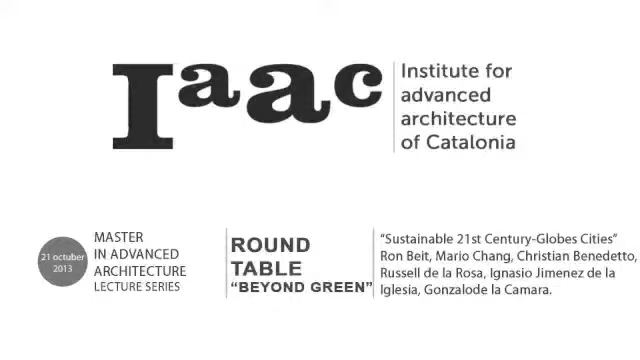 Iaac
Institute for
advanced
architecture
of Catalonia
21 octuber
2013
MASTER
IN ADVANCED
ARCHITECTURE
LECTURE SERIES
ROUND
TABLE
“BEYOND GREEN”
“Sustainable 21st Century-Globes Cities”
Ron Beit, Mario Chang, Christian Benedetto,
Russell de la Rosa, Ignasio Jimenez de la
Iglesia, Gonzalode la Camara.